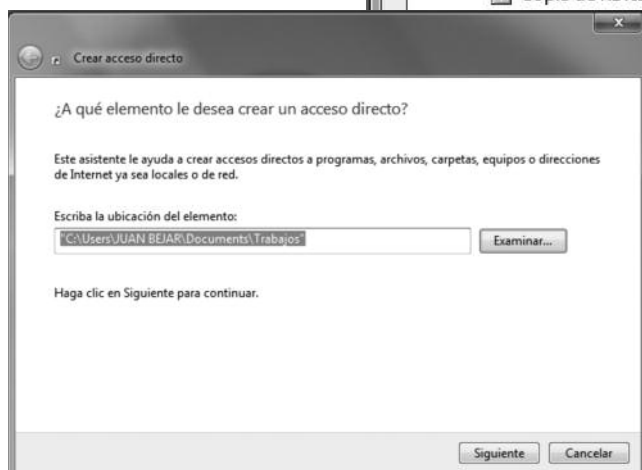 Crear acceso directo
¿A qué elemento le desea crear un acceso directo?
Este asistente le ayuda a crear accesos directos a programas, archivos, carpetas, equipos o direcciones
de Internet ya sea locales o de red.
Escriba la ubicación del elemento:
"C:\Users\JUAN BEJAR\Documents\Trabajos"
Examinar...
Haga clic en Siguiente para continuar.
Siguiente
Cancelar